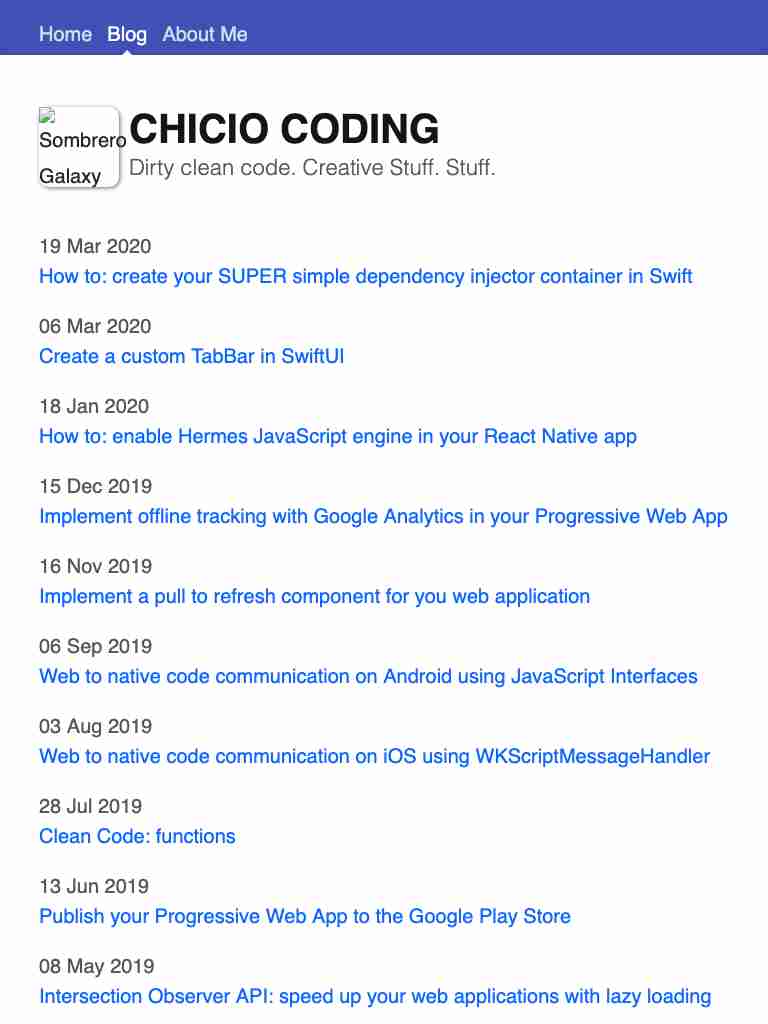 Home Blog About Me
Sombrero
Galaxy
CHICIO CODING
Dirty clean code. Creative Stuff. Stuff.
19 Mar 2020
How to: create your SUPER simple dependency injector container in Swift
06 Mar 2020
Create a custom TabBar in SwiftUI
18 Jan 2020
How to: enable Hermes JavaScript engine in your React Native app
15 Dec 2019
Implement offline tracking with Google Analytics in your Progressive Web App
16 Nov 2019
Implement a pull to refresh component for you web application
06 Sep 2019
Web to native code communication on Android using JavaScript Interfaces
03 Aug 2019
Web to native code communication on iOS using WKScriptMessageHandler
28 Jul 2019
Clean Code: functions
13 Jun 2019
Publish your Progressive Web App to the Google Play Store
08 May 2019
Intersection Observer API: speed up your web applications with lazy loading